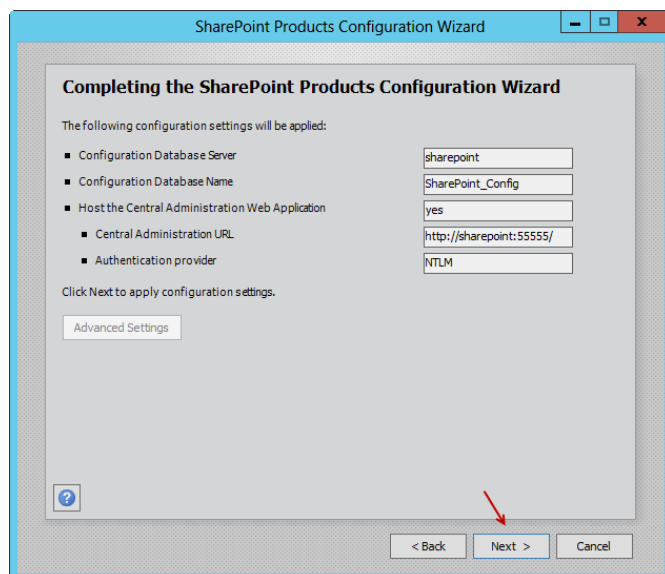 SharePoint Products Configuration Wizard
Completing the SharePoint Products Configuration Wizard
The following configuration settings will be applied:
Configuration Database Server sharepoint
Configuration Database Name SharePoint_Config
Host the Central Administration Web Application yes
Central Administration URL http://sharepoint:55555/
Authentication provider NTLM
Click Next to apply configuration settings.
Advanced Settings
?
< Back Next > Cancel